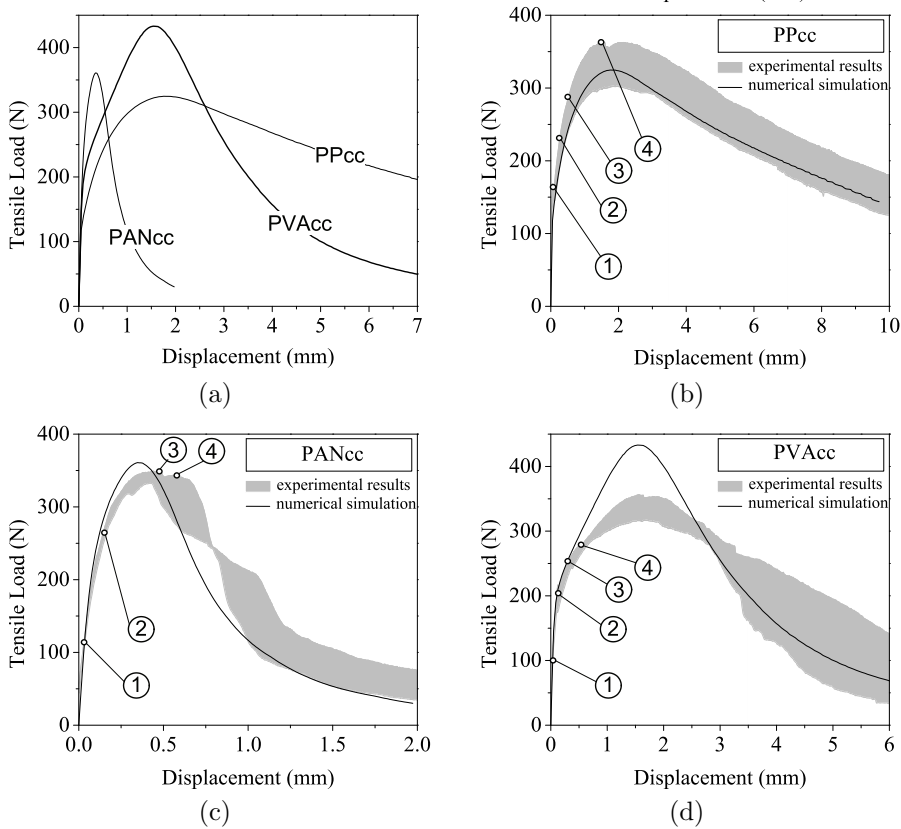 Tensile Load (N)
400
300
200
100
0
0
1
2
3
4
5
6
7
PPcc
PVAcc
PANcc
Displacement (mm)
(a)
Tensile Load (N)
400
300
200
100
0
0
2
4
6
8
10
PPcc
experimental results
numerical simulation
4
3
2
1
Displacement (mm)
(b)
Tensile Load (N)
400
300
200
100
0
0.0
0.5
1.0
1.5
2.0
PANcc
experimental results
numerical simulation
3
4
2
1
Displacement (mm)
(c)
Tensile Load (N)
400
300
200
100
0
0
1
2
3
4
5
6
PVAcc
experimental results
numerical simulation
4
3
2
1
Displacement (mm)
(d)